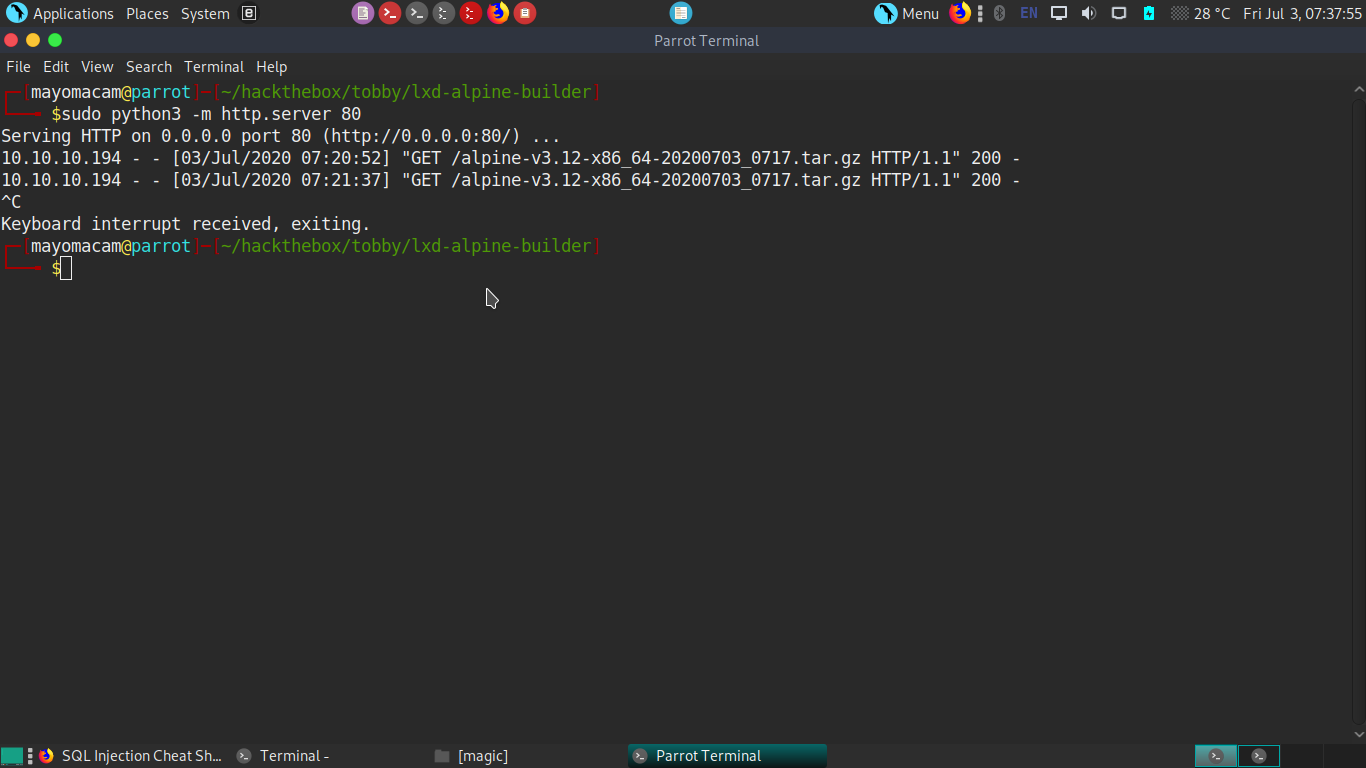 Applications Places System Menu EN 28 °C Fri Jul 3, 07:37:55
Parrot Terminal
File Edit View Search Terminal Help
┌─[mayomacam@parrot]─[~/hackthebox/tobby/lxd-alpine-builder]
└──╼ $sudo python3 -m http.server 80
Serving HTTP on 0.0.0.0 port 80 (http://0.0.0.0:80/) ...
10.10.10.194 - - [03/Jul/2020 07:20:52] "GET /alpine-v3.12-x86_64-20200703_0717.tar.gz HTTP/1.1" 200 -
10.10.10.194 - - [03/Jul/2020 07:21:37] "GET /alpine-v3.12-x86_64-20200703_0717.tar.gz HTTP/1.1" 200 -
^C
Keyboard interrupt received, exiting.
┌─[mayomacam@parrot]─[~/hackthebox/tobby/lxd-alpine-builder]
└──╼ $
SQL Injection Cheat Sh... Terminal - [magic] Parrot Terminal